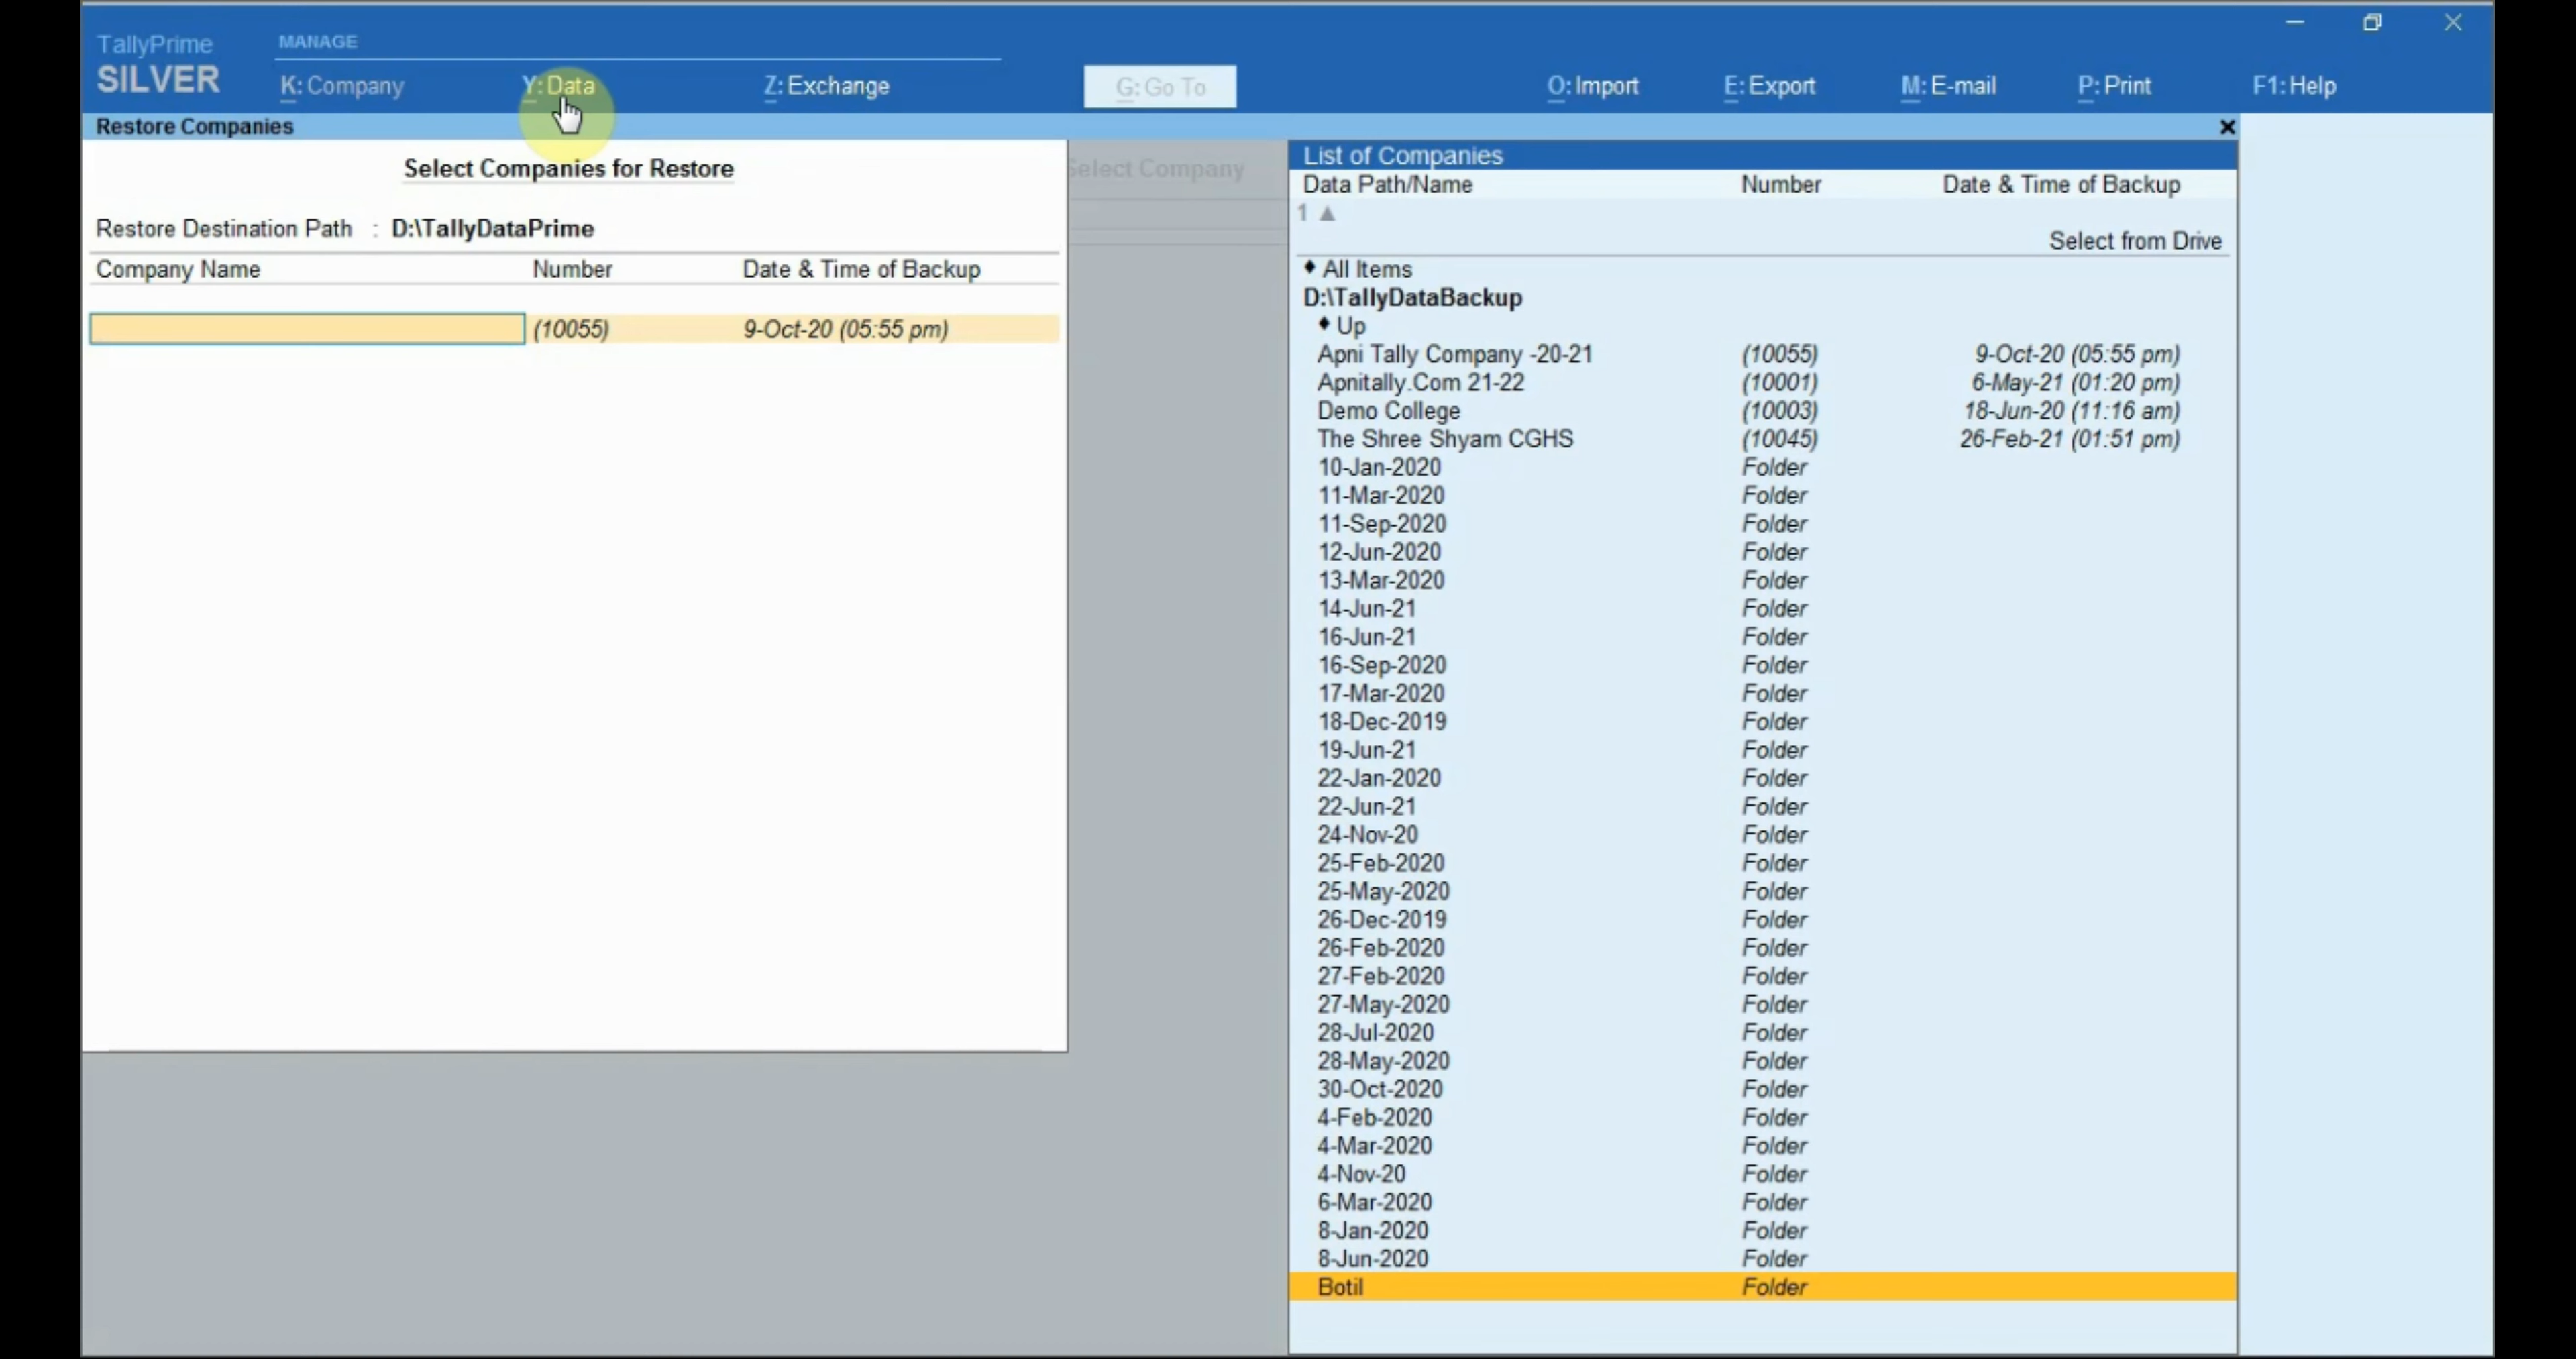 TallyPrime
SILVER
MANAGE
K: Company
Y: Data
Z: Exchange
G: Go To
O: Import
E: Export
M: E-mail
P: Print
F1: Help
Restore Companies
Select Companies for Restore
Restore Destination Path : D:\TallyDataPrime
Company Name Number Date & Time of Backup
(10055) 9-Oct-20 (05:55 pm)
Select Company
List of Companies
Data Path/Name Number Date & Time of Backup
1 ▲
Select from Drive
♦ All Items
D:\TallyDataBackup
♦ Up
Apni Tally Company -20-21 (10055) 9-Oct-20 (05:55 pm)
Apnitally.Com 21-22 (10001) 6-May-21 (01:20 pm)
Demo College (10003) 18-Jun-20 (11:16 am)
The Shree Shyam CGHS (10045) 26-Feb-21 (01:51 pm)
10-Jan-2020 Folder
11-Mar-2020 Folder
11-Sep-2020 Folder
12-Jun-2020 Folder
13-Mar-2020 Folder
14-Jun-21 Folder
16-Jun-21 Folder
16-Sep-2020 Folder
17-Mar-2020 Folder
18-Dec-2019 Folder
19-Jun-21 Folder
22-Jan-2020 Folder
22-Jun-21 Folder
24-Nov-20 Folder
25-Feb-2020 Folder
25-May-2020 Folder
26-Dec-2019 Folder
26-Feb-2020 Folder
27-Feb-2020 Folder
27-May-2020 Folder
28-Jul-2020 Folder
28-May-2020 Folder
30-Oct-2020 Folder
4-Feb-2020 Folder
4-Mar-2020 Folder
4-Nov-20 Folder
6-Mar-2020 Folder
8-Jan-2020 Folder
8-Jun-2020 Folder
Botil Folder